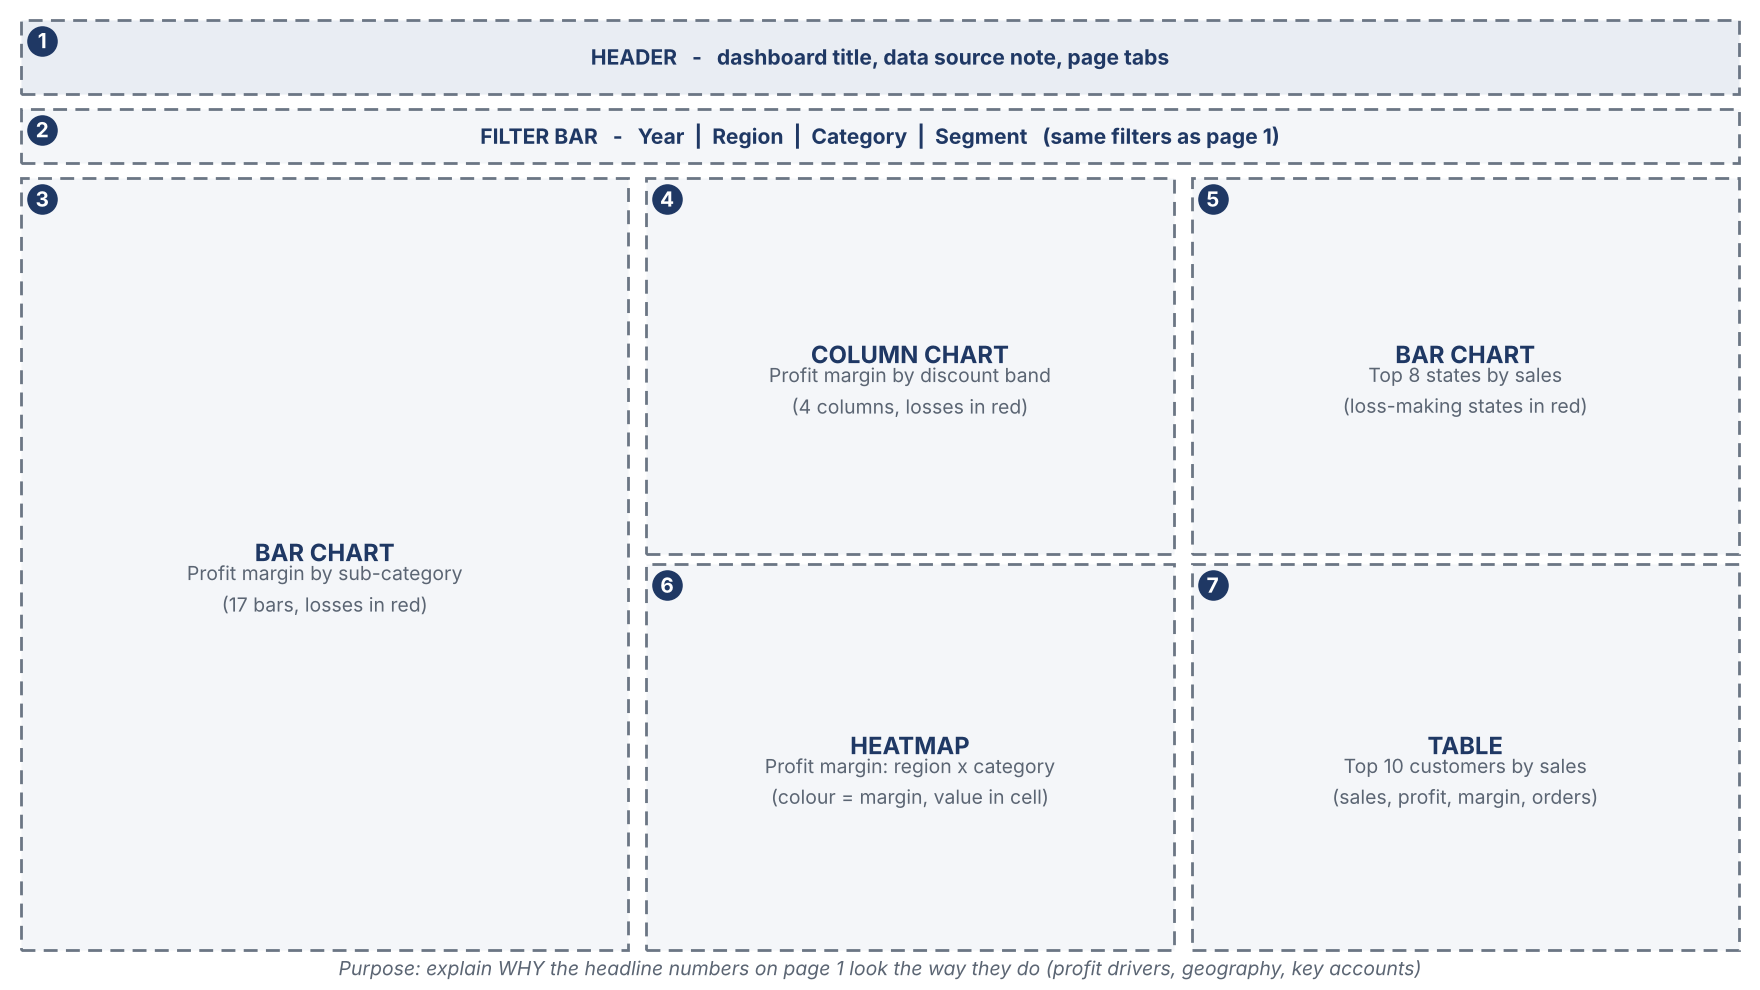 1
HEADER - dashboard title, data source note, page tabs
2
FILTER BAR - Year | Region | Category | Segment (same filters as page 1)
3
BAR CHART
Profit margin by sub-category
(17 bars, losses in red)
4
COLUMN CHART
Profit margin by discount band
(4 columns, losses in red)
5
BAR CHART
Top 8 states by sales
(loss-making states in red)
6
HEATMAP
Profit margin: region x category
(colour = margin, value in cell)
7
TABLE
Top 10 customers by sales
(sales, profit, margin, orders)
Purpose: explain WHY the headline numbers on page 1 look the way they do (profit drivers, geography, key accounts)